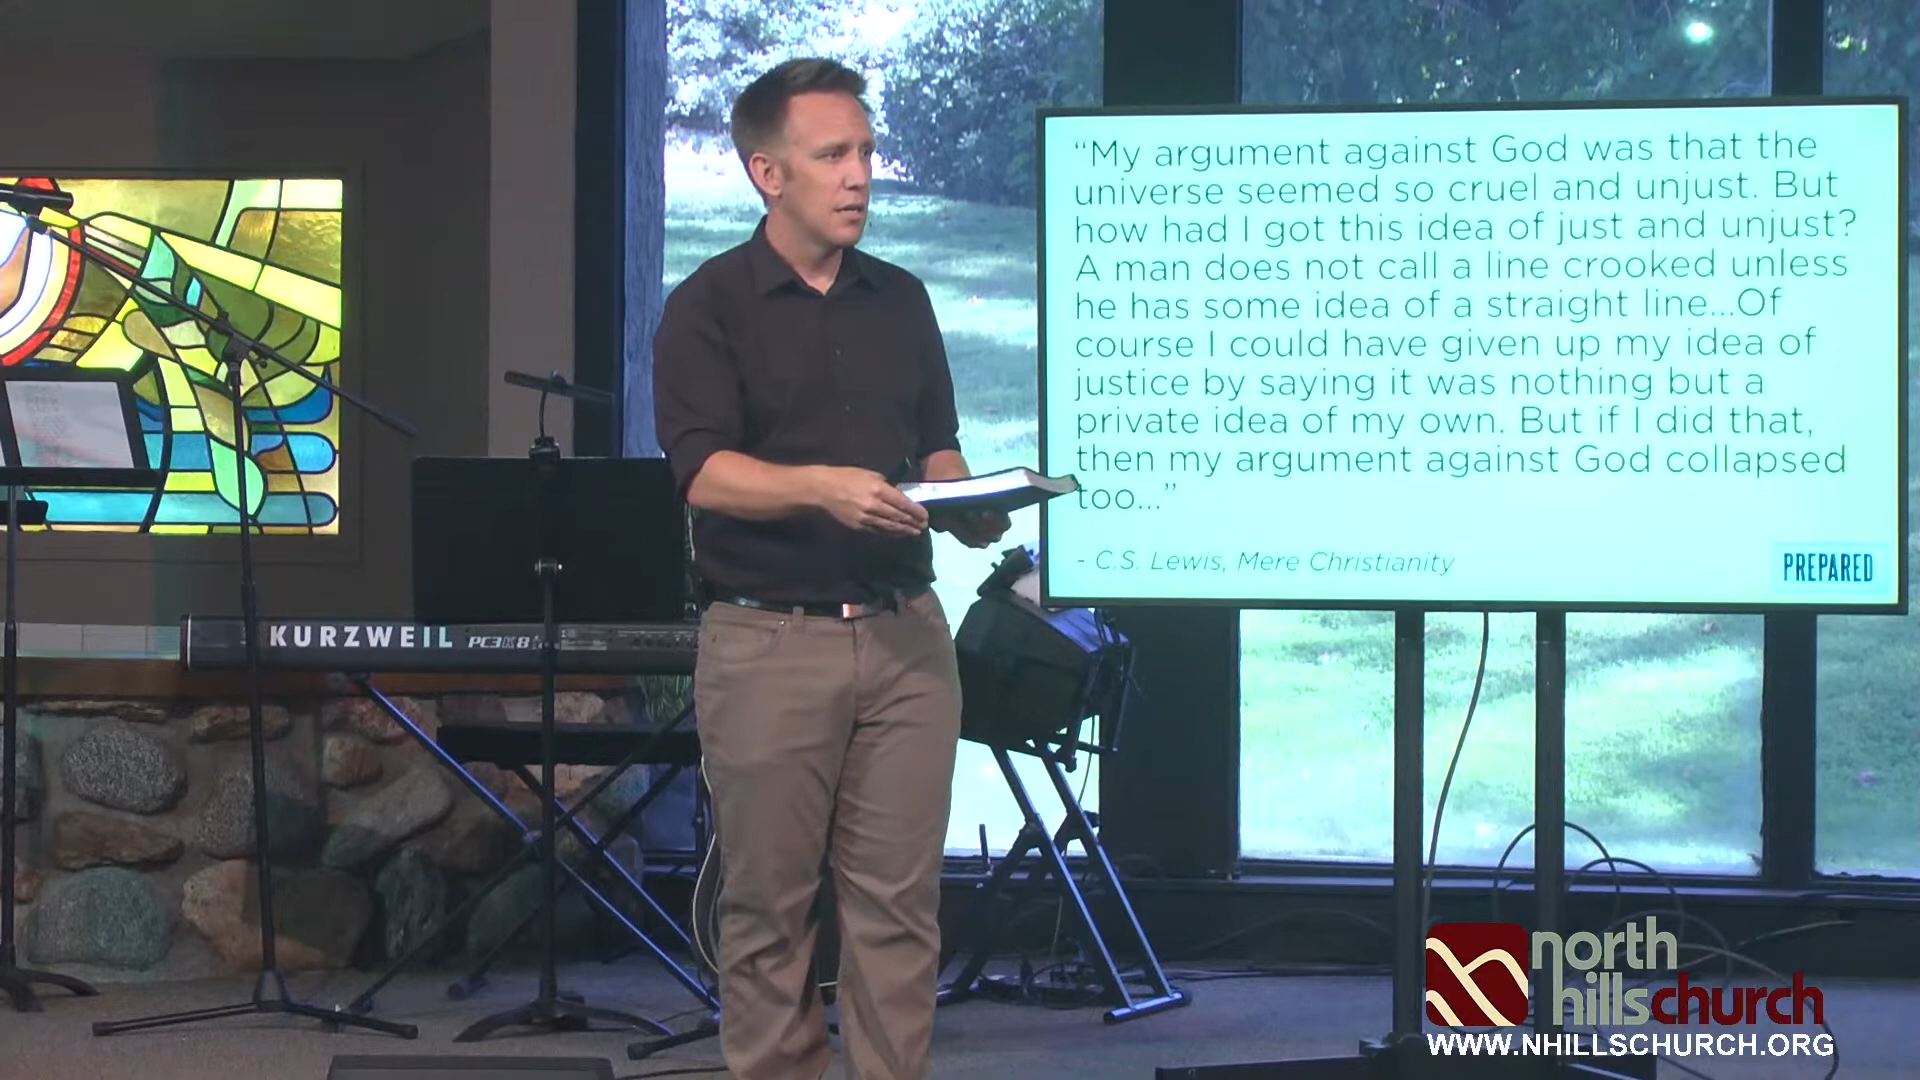 “My argument against God was that the
universe seemed so cruel and unjust. But
how had I got this idea of just and unjust?
A man does not call a line crooked unless
he has some idea of a straight line...Of
course I could have given up my idea of
justice by saying it was nothing but a
private idea of my own. But if I did that,
then my argument against God collapsed
too...”
- C.S. Lewis, Mere Christianity
PREPARED
KURZWEIL PC3K8
north
hillschurch
WWW.NHILLSCHURCH.ORG